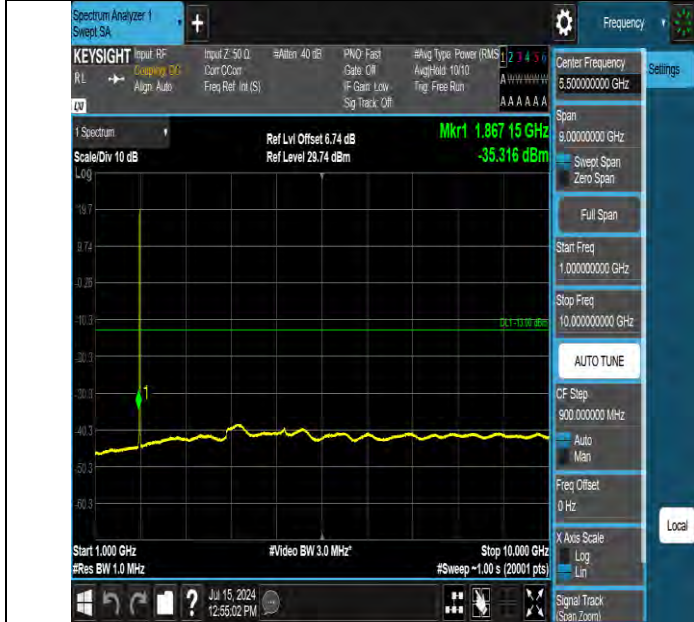 Spectrum Analyzer 1
Swept SA
+
Frequency
KEYSIGHT Input: RF Input Z: 50 Ω #Atten: 40 dB PNO: Fast #Avg Type: Power (RMS 1 2 3 4 5 6
RL Coupling: DC Corr CCorr Gate: Off Avg|Hold: 10/10 A W W W W W
Align: Auto Freq Ref: Int (S) IF Gain: Low Trig: Free Run
Sig Track: Off A A A A A A
LXI
1 Spectrum
Ref Lvl Offset 6.74 dB
Mkr1 1.867 15 GHz
Scale/Div 10 dB
Ref Level 29.74 dBm
-35.316 dBm
Log
19.7
9.74
-0.26
-10.3
DL1 -13.00 dBm
-20.3
-30.3
1
-40.3
-50.3
-60.3
Start 1.000 GHz #Video BW 3.0 MHz* Stop 10.000 GHz
#Res BW 1.0 MHz #Sweep ~1.00 s (20001 pts)
Center Frequency
5.500000000 GHz
Settings
Span
9.00000000 GHz
Swept Span
Zero Span
Full Span
Start Freq
1.000000000 GHz
Stop Freq
10.000000000 GHz
AUTO TUNE
CF Step
900.000000 MHz
Auto
Man
Freq Offset
0 Hz
Local
X Axis Scale
Log
Lin
Signal Track
(Span Zoom)
?
Jul 15, 2024
12:55:02 PM